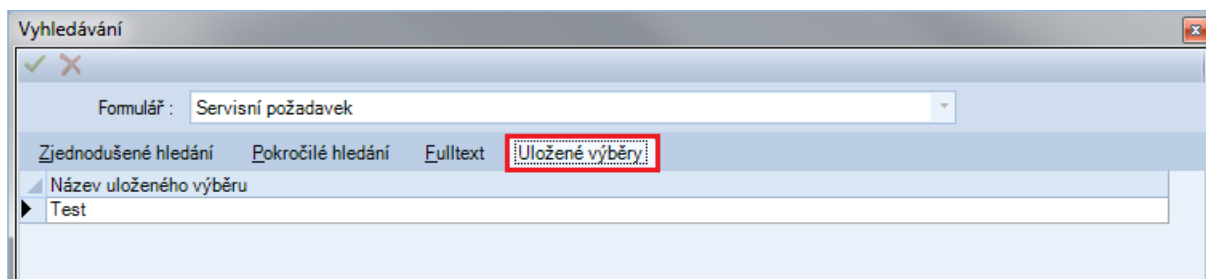 Vyhledávání
Formulář : Servisní požadavek
Zjednodušené hledání Pokročilé hledání Fulltext Uložené výběry
Název uloženého výběru
Test